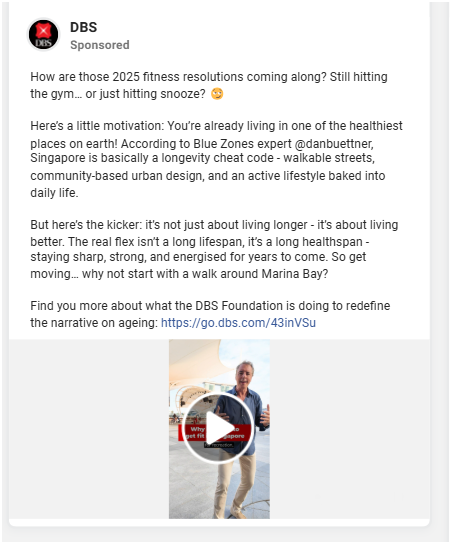 DBS
DBS
Sponsored
How are those 2025 fitness resolutions coming along? Still hitting
the gym… or just hitting snooze? 🙄
Here's a little motivation: You're already living in one of the healthiest
places on earth! According to Blue Zones expert @danbuettner,
Singapore is basically a longevity cheat code - walkable streets,
community-based urban design, and an active lifestyle baked into
daily life.
But here's the kicker: it's not just about living longer - it's about living
better. The real flex isn't a long lifespan, it's a long healthspan -
staying sharp, strong, and energised for years to come. So get
moving… why not start with a walk around Marina Bay?
Find you more about what the DBS Foundation is doing to redefine
the narrative on ageing: https://go.dbs.com/43inVSu
Why
get fit